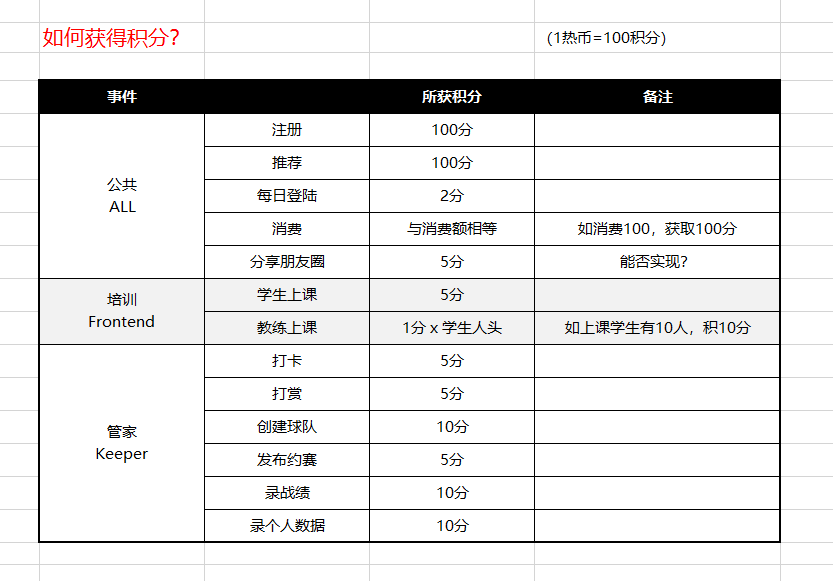 如何获得积分?
(1热币=100积分)
事件 所获积分 备注
公共
ALL
注册 100分
推荐 100分
每日登陆 2分
消费 与消费额相等 如消费100，获取100分
分享朋友圈 5分 能否实现?
培训
Frontend
学生上课 5分
教练上课 1分 x 学生人头 如上课学生有10人，积10分
管家
Keeper
打卡 5分
打赏 5分
创建球队 10分
发布约赛 5分
录战绩 10分
录个人数据 10分